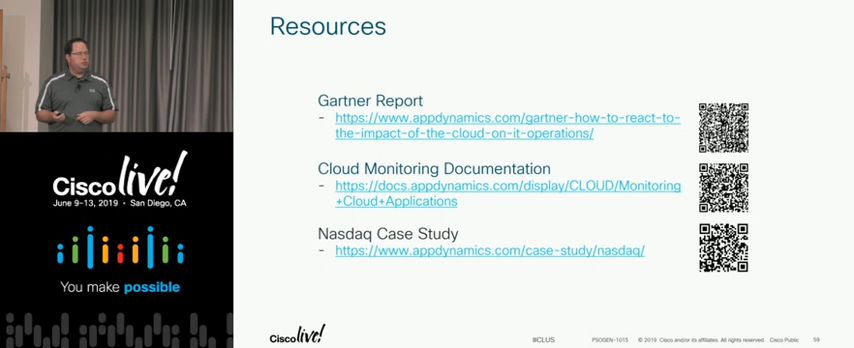 Resources
Gartner Report
- https://www.appdynamics.com/gartner-how-to-react-to-
the-impact-of-the-cloud-on-it-operations/
Cloud Monitoring Documentation
- https://docs.appdynamics.com/display/CLOUD/Monitoring
+Cloud+Applications
Nasdaq Case Study
- https://www.appdynamics.com/case-study/nasdaq/
Cisco live!
June 9-13, 2019 • San Diego, CA
You make possible
Cisco live!
#CLUS
PSOGEN-1015
© 2019 Cisco and/or its affiliates. All rights reserved. Cisco Public
59